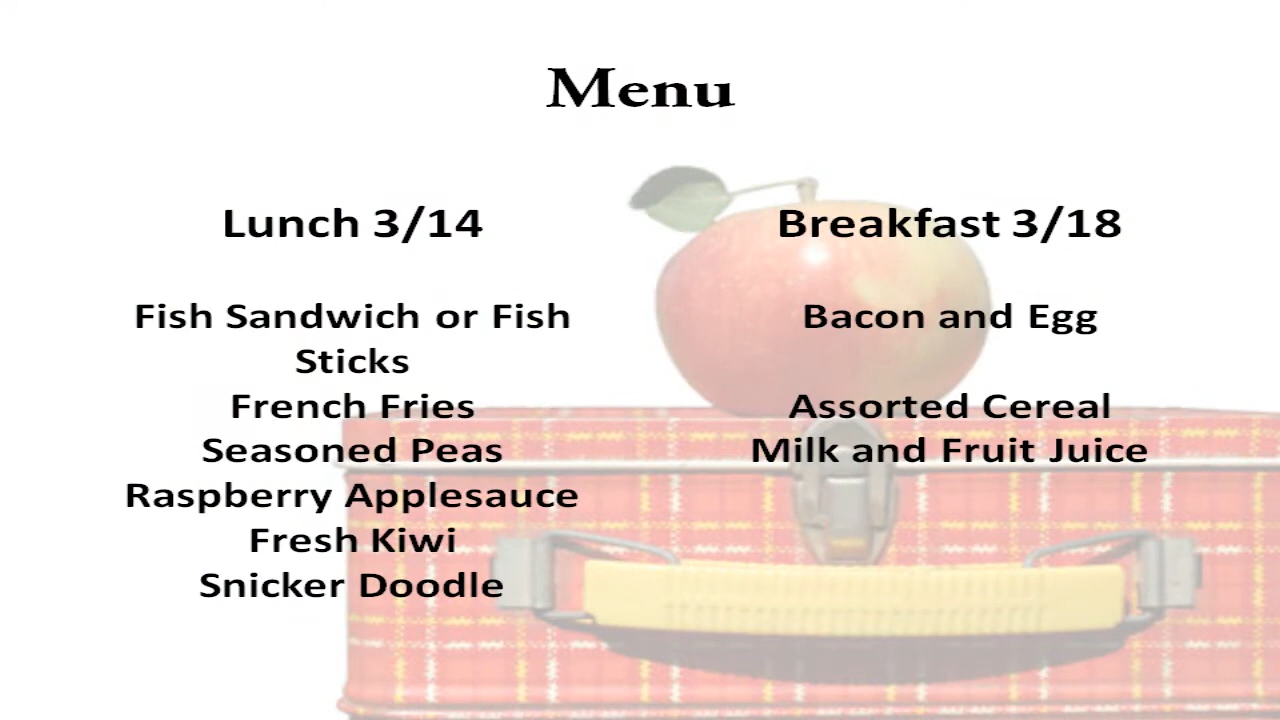 Menu
Lunch 3/14
Fish Sandwich or Fish
Sticks
French Fries
Seasoned Peas
Raspberry Applesauce
Fresh Kiwi
Snicker Doodle
Breakfast 3/18
Bacon and Egg
Assorted Cereal
Milk and Fruit Juice